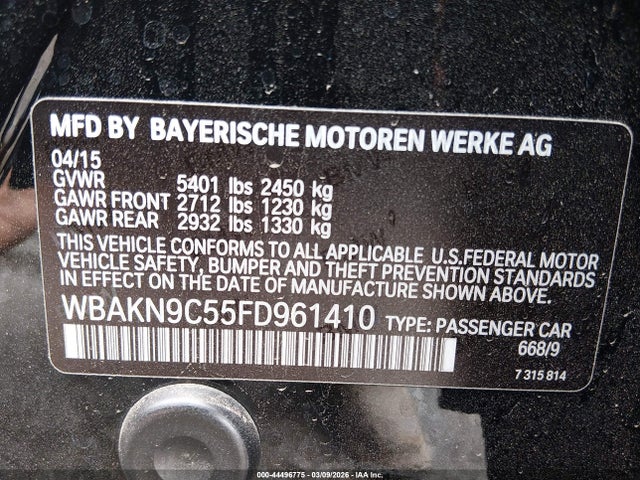 MFD BY BAYERISCHE MOTOREN WERKE AG
04/15
GVWR 5401 lbs 2450 kg
GAWR FRONT 2712 lbs 1230 kg
GAWR REAR 2932 lbs 1330 kg
THIS VEHICLE CONFORMS TO ALL APPLICABLE U.S.FEDERAL MOTOR
VEHICLE SAFETY, BUMPER AND THEFT PREVENTION STANDARDS
IN EFFECT ON THE DATE OF MANUFACTURE SHOWN ABOVE.
WBAKN9C55FD961410 TYPE: PASSENGER CAR
668/9
7 315 814
000-44496775 - 03/09/2026 - IAA Inc.